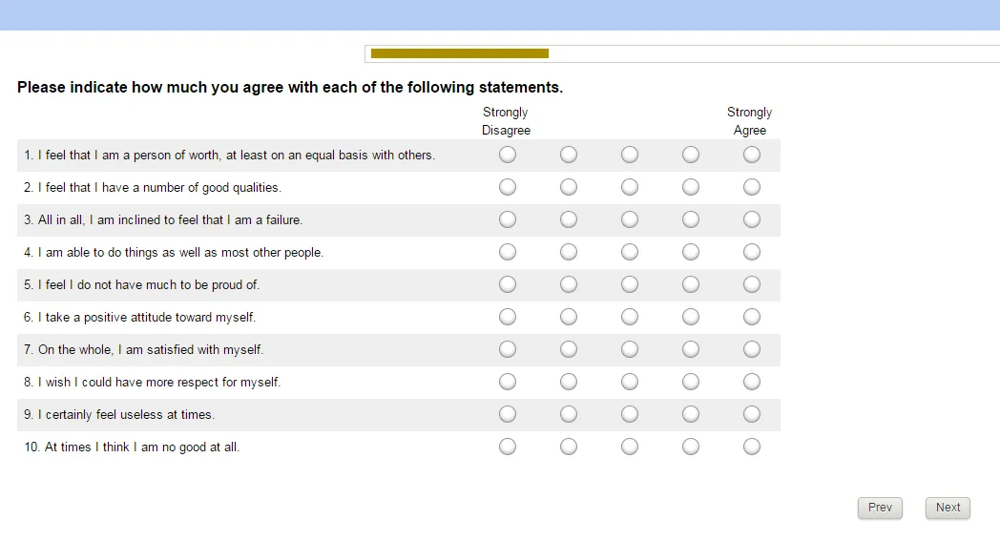 Please indicate how much you agree with each of the following statements.
Strongly Disagree
Strongly Agree
1. I feel that I am a person of worth, at least on an equal basis with others.
2. I feel that I have a number of good qualities.
3. All in all, I am inclined to feel that I am a failure.
4. I am able to do things as well as most other people.
5. I feel I do not have much to be proud of.
6. I take a positive attitude toward myself.
7. On the whole, I am satisfied with myself.
8. I wish I could have more respect for myself.
9. I certainly feel useless at times.
10. At times I think I am no good at all.
Prev
Next